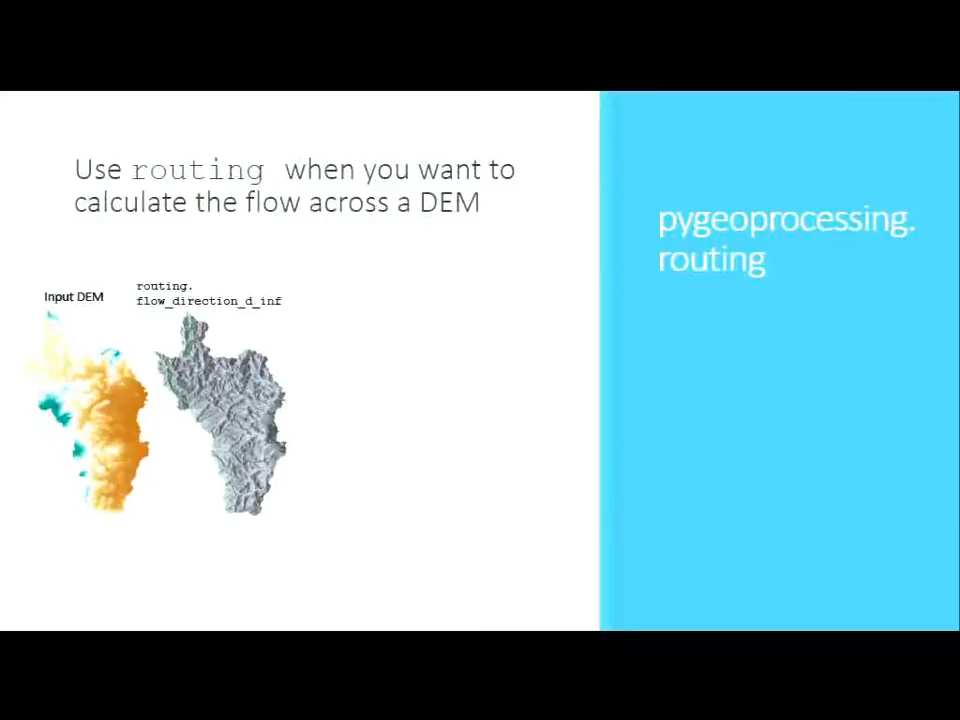 Use routing when you want to
calculate the flow across a DEM
pygeoprocessing.
routing
Input DEM
routing.
flow_direction_d_inf